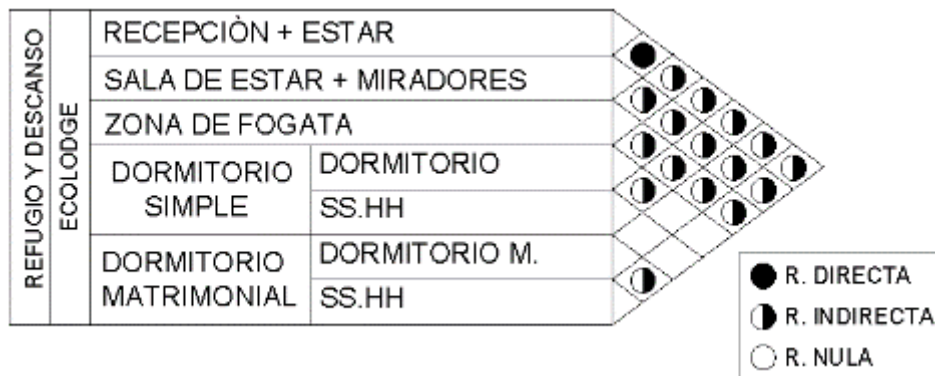 REFUGIO Y DESCANSO
ECOLODGE
RECEPCIÒN + ESTAR
SALA DE ESTAR + MIRADORES
ZONA DE FOGATA
DORMITORIO
SIMPLE
DORMITORIO
SS.HH
DORMITORIO
MATRIMONIAL
DORMITORIO M.
SS.HH
R. DIRECTA
R. INDIRECTA
R. NULA